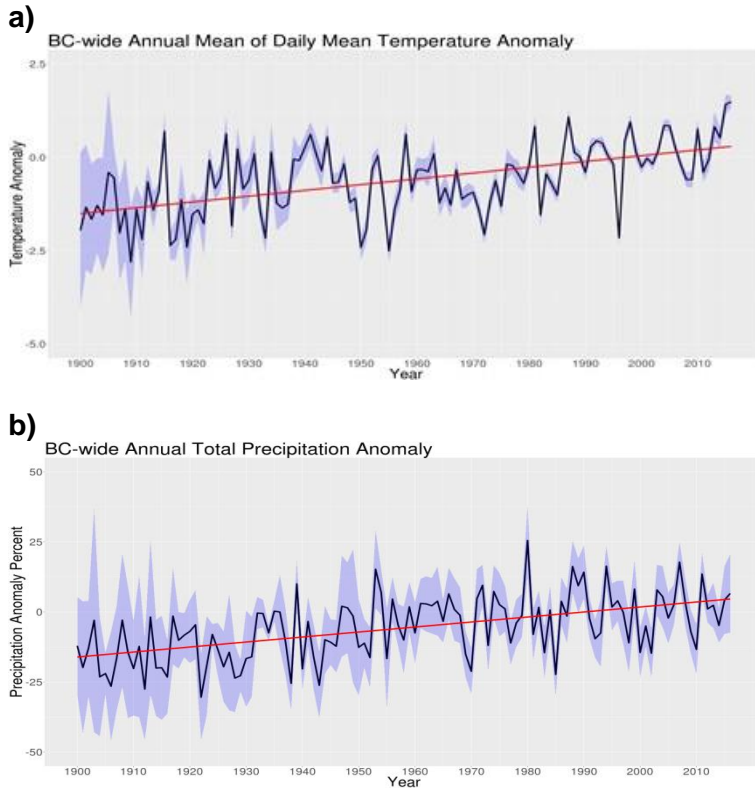 a)
BC-wide Annual Mean of Daily Mean Temperature Anomaly
2.5
0.0
-2.5
-5.0
Temperature Anomaly
1900 1910 1920 1930 1940 1950 1960 1970 1980 1990 2000 2010
Year
b)
BC-wide Annual Total Precipitation Anomaly
50
25
0
-25
-50
Precipitation Anomaly Percent
1900 1910 1920 1930 1940 1950 1960 1970 1980 1990 2000 2010
Year